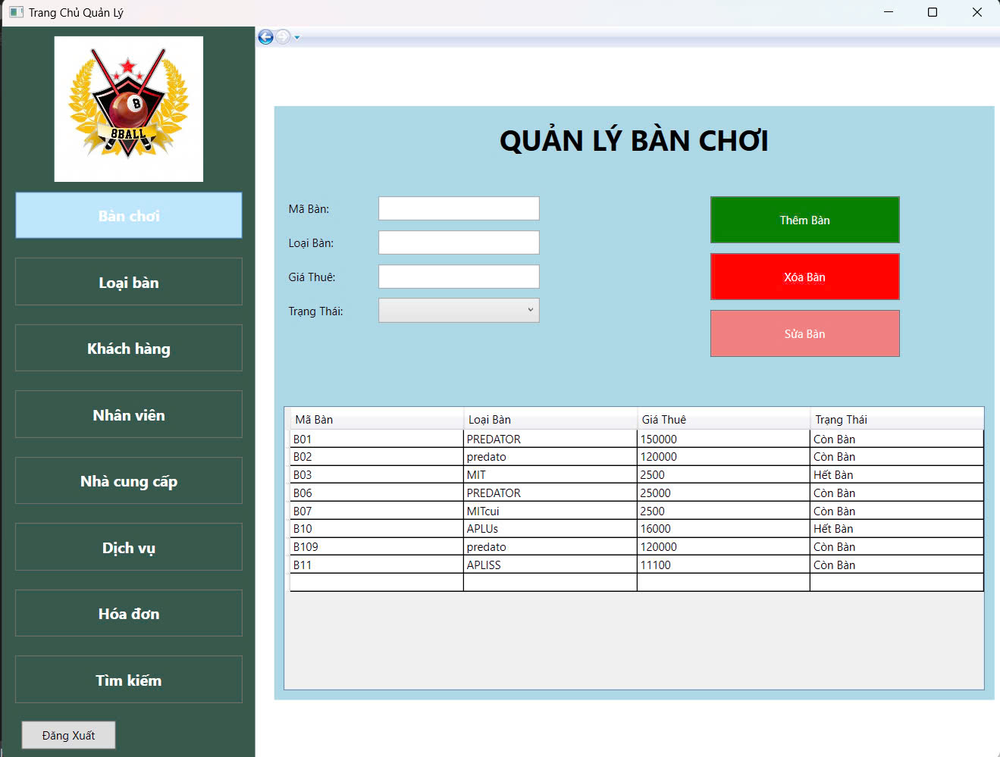 Trang Chủ Quản Lý
8
8BALL
Bàn chơi
Loại bàn
Khách hàng
Nhân viên
Nhà cung cấp
Dịch vụ
Hóa đơn
Tìm kiếm
Đăng Xuất
QUẢN LÝ BÀN CHƠI
Mã Bàn:
Loại Bàn:
Giá Thuê:
Trạng Thái:
Thêm Bàn
Xóa Bàn
Sửa Bàn
Mã Bàn Loại Bàn Giá Thuê Trạng Thái
B01 PREDATOR 150000 Còn Bàn
B02 predato 120000 Còn Bàn
B03 MIT 2500 Hết Bàn
B06 PREDATOR 25000 Còn Bàn
B07 MITcui 2500 Còn Bàn
B10 APLUs 16000 Hết Bàn
B109 predato 120000 Còn Bàn
B11 APLISS 11100 Còn Bàn